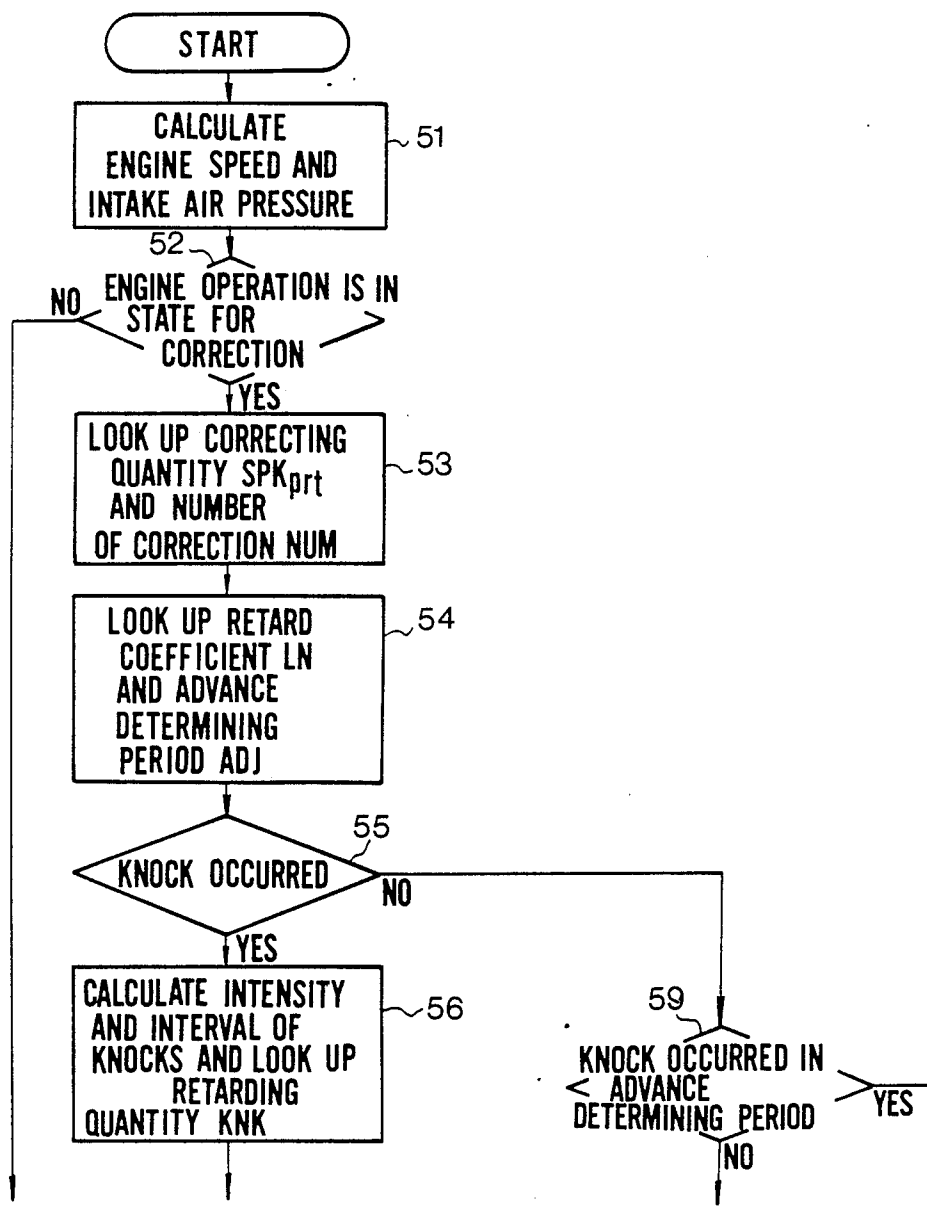 START
CALCULATE
ENGINE SPEED AND
INTAKE AIR PRESSURE
51
52
ENGINE OPERATION IS IN
STATE FOR
CORRECTION
NO
YES
LOOK UP CORRECTING
QUANTITY SPKprt
AND NUMBER
OF CORRECTION NUM
53
LOOK UP RETARD
COEFFICIENT LN
AND ADVANCE
DETERMINING
PERIOD ADJ
54
55
KNOCK OCCURRED
NO
YES
CALCULATE INTENSITY
AND INTERVAL OF
KNOCKS AND LOOK UP
RETARDING
QUANTITY KNK
56
59
KNOCK OCCURRED IN
ADVANCE
DETERMINING PERIOD
YES
NO